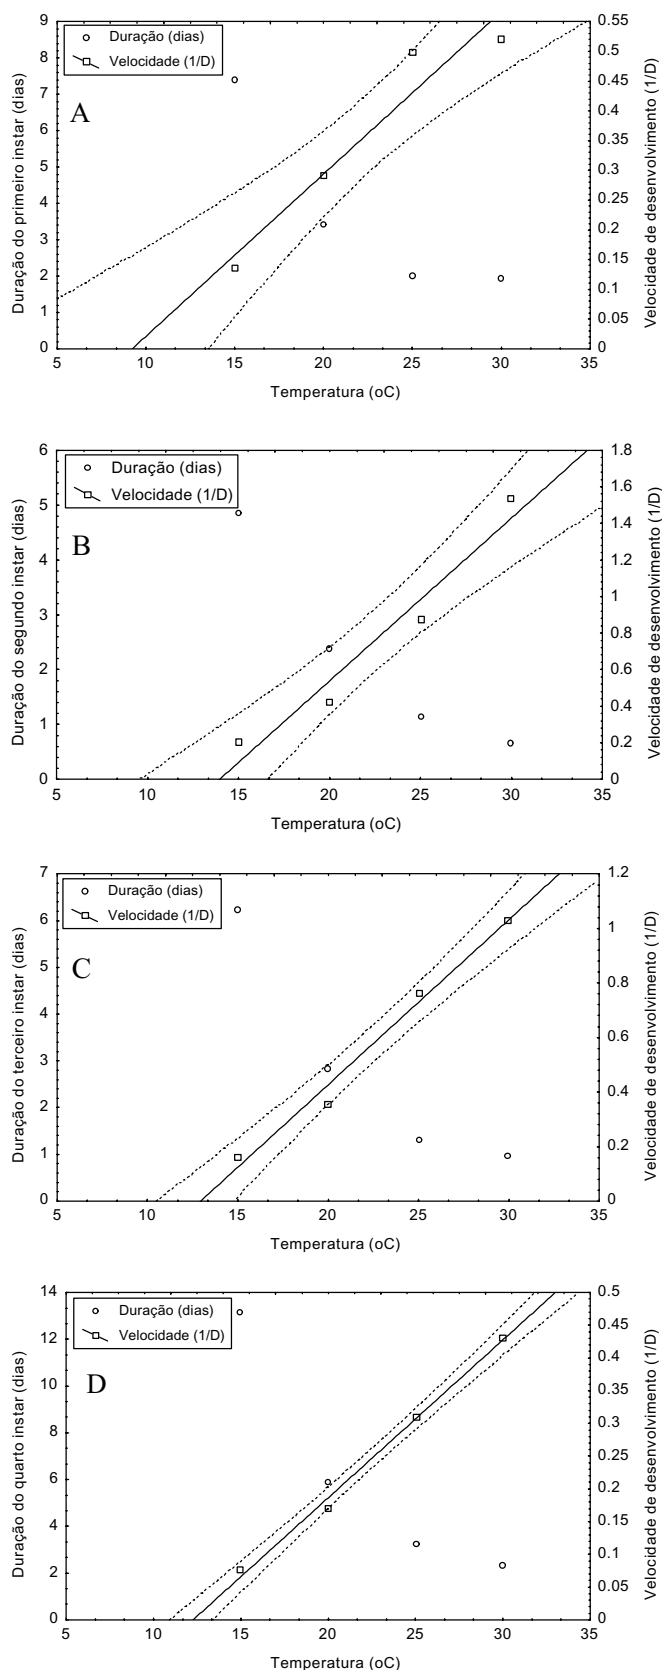 Duração (dias)
Velocidade (1/D)
A
Duração do primeiro instar (dias)
9
8
7
6
5
4
3
2
1
0
0.55
0.5
0.45
0.4
0.35
0.3
0.25
0.2
0.15
0.1
0.05
0
Velocidade de desenvolvimento (1/D)
5 10 15 20 25 30 35
Temperatura (oC)
Duração (dias)
Velocidade (1/D)
B
Duração do segundo instar (dias)
6
5
4
3
2
1
0
1.8
1.6
1.4
1.2
1
0.8
0.6
0.4
0.2
0
Velocidade de desenvolvimento (1/D)
5 10 15 20 25 30 35
Temperatura (oC)
Duração (dias)
Velocidade (1/D)
C
Duração do terceiro instar (dias)
7
6
5
4
3
2
1
0
1.2
1
0.8
0.6
0.4
0.2
0
Velocidade de desenvolvimento (1/D)
5 10 15 20 25 30 35
Temperatura (oC)
Duração (dias)
Velocidade (1/D)
D
Duração do quarto instar (dias)
14
12
10
8
6
4
2
0
0.5
0.45
0.4
0.35
0.3
0.25
0.2
0.15
0.1
0.05
0
Velocidade de desenvolvimento (1/D)
5 10 15 20 25 30 35
Temperatura (oC)